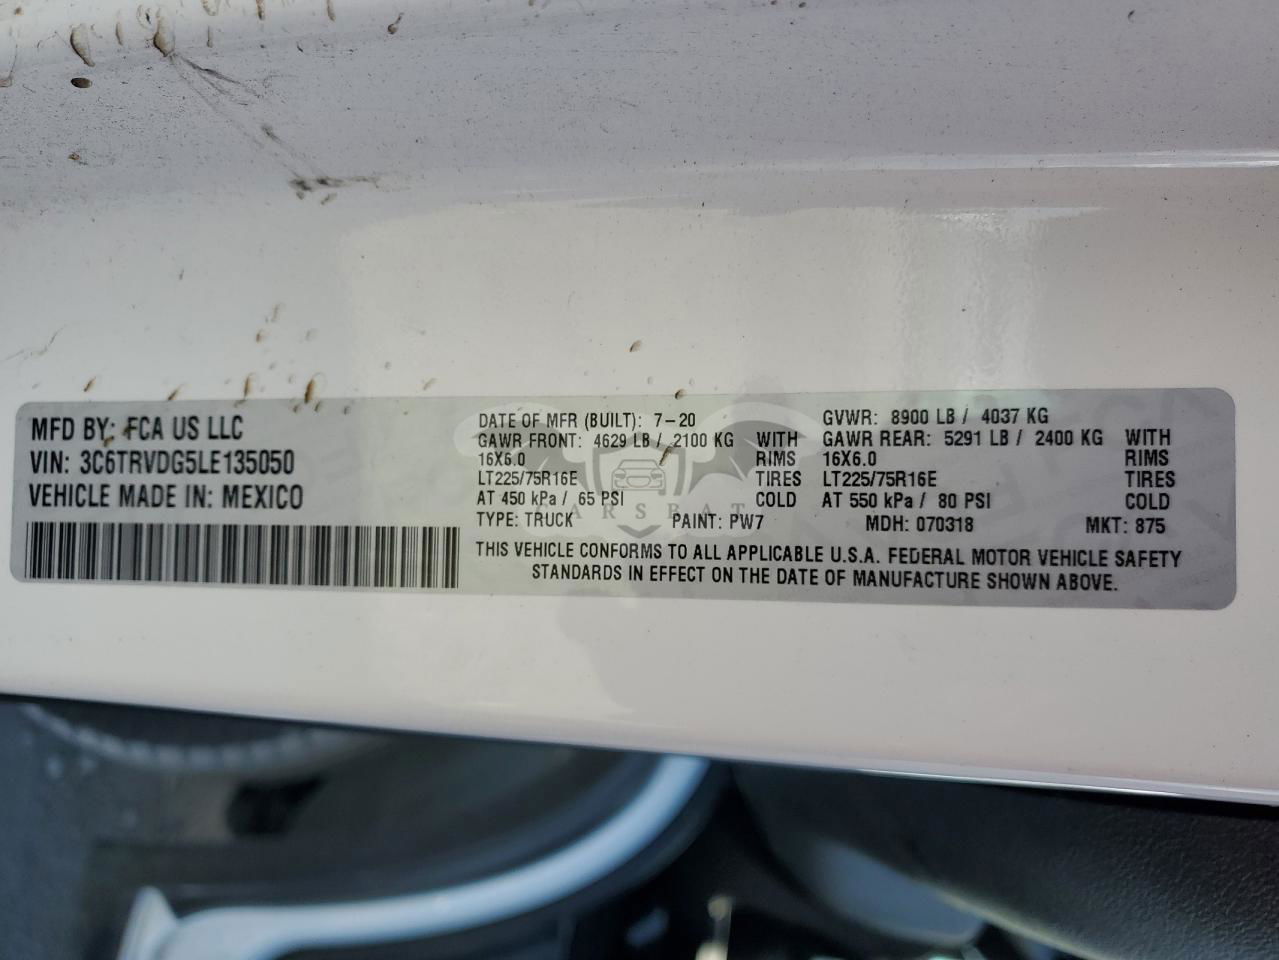 MFD BY: FCA US LLC
VIN: 3C6TRVDG5LE135050
VEHICLE MADE IN: MEXICO
DATE OF MFR (BUILT): 7-20
GAWR FRONT: 4629 LB / 2100 KG WITH
16X6.0 RIMS
LT225/75R16E TIRES
AT 450 kPa / 65 PSI COLD
GVWR: 8900 LB / 4037 KG
GAWR REAR: 5291 LB / 2400 KG WITH
16X6.0 RIMS
LT225/75R16E TIRES
AT 550 kPa / 80 PSI COLD
TYPE: TRUCK PAINT: PW7 MDH: 070318 MKT: 875
THIS VEHICLE CONFORMS TO ALL APPLICABLE U.S.A. FEDERAL MOTOR VEHICLE SAFETY
STANDARDS IN EFFECT ON THE DATE OF MANUFACTURE SHOWN ABOVE.
CARSBAT